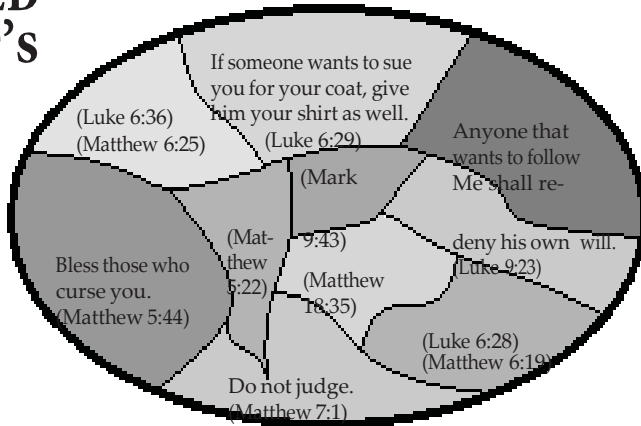 ED
’s
If someone wants to sue
you for your coat, give
him your shirt as well.
(Luke 6:29)
(Luke 6:36)
(Matthew 6:25)
Anyone that
wants to follow
Me shall re-
(Mark
9:43)
(Mat-
thew
5:22)
deny his own will.
(Luke 9:23)
Bless those who
curse you.
(Matthew 5:44)
(Matthew
18:35)
(Luke 6:28)
(Matthew 6:19)
Do not judge.
(Matthew 7:1)